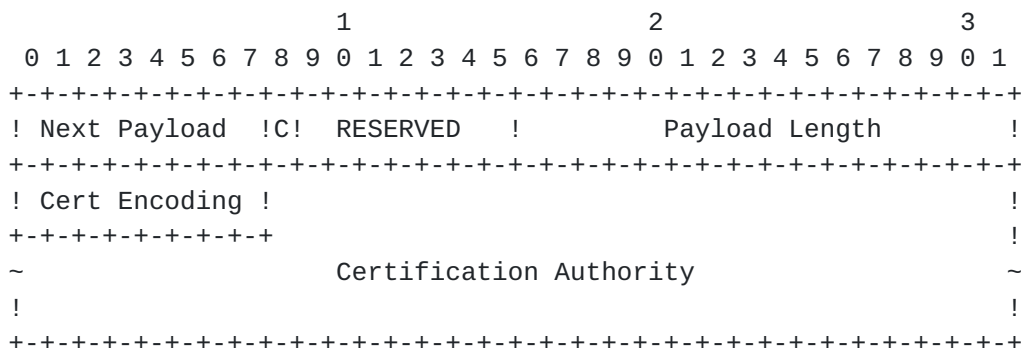 1                   2                   3
 0 1 2 3 4 5 6 7 8 9 0 1 2 3 4 5 6 7 8 9 0 1 2 3 4 5 6 7 8 9 0 1
+-+-+-+-+-+-+-+-+-+-+-+-+-+-+-+-+-+-+-+-+-+-+-+-+-+-+-+-+-+-+-+-+
! Next Payload  !C!  RESERVED   !         Payload Length        !
+-+-+-+-+-+-+-+-+-+-+-+-+-+-+-+-+-+-+-+-+-+-+-+-+-+-+-+-+-+-+-+-+
! Cert Encoding !                                               !
+-+-+-+-+-+-+-+-+                                               !
~                    Certification Authority                    ~
!                                                               !
+-+-+-+-+-+-+-+-+-+-+-+-+-+-+-+-+-+-+-+-+-+-+-+-+-+-+-+-+-+-+-+-+